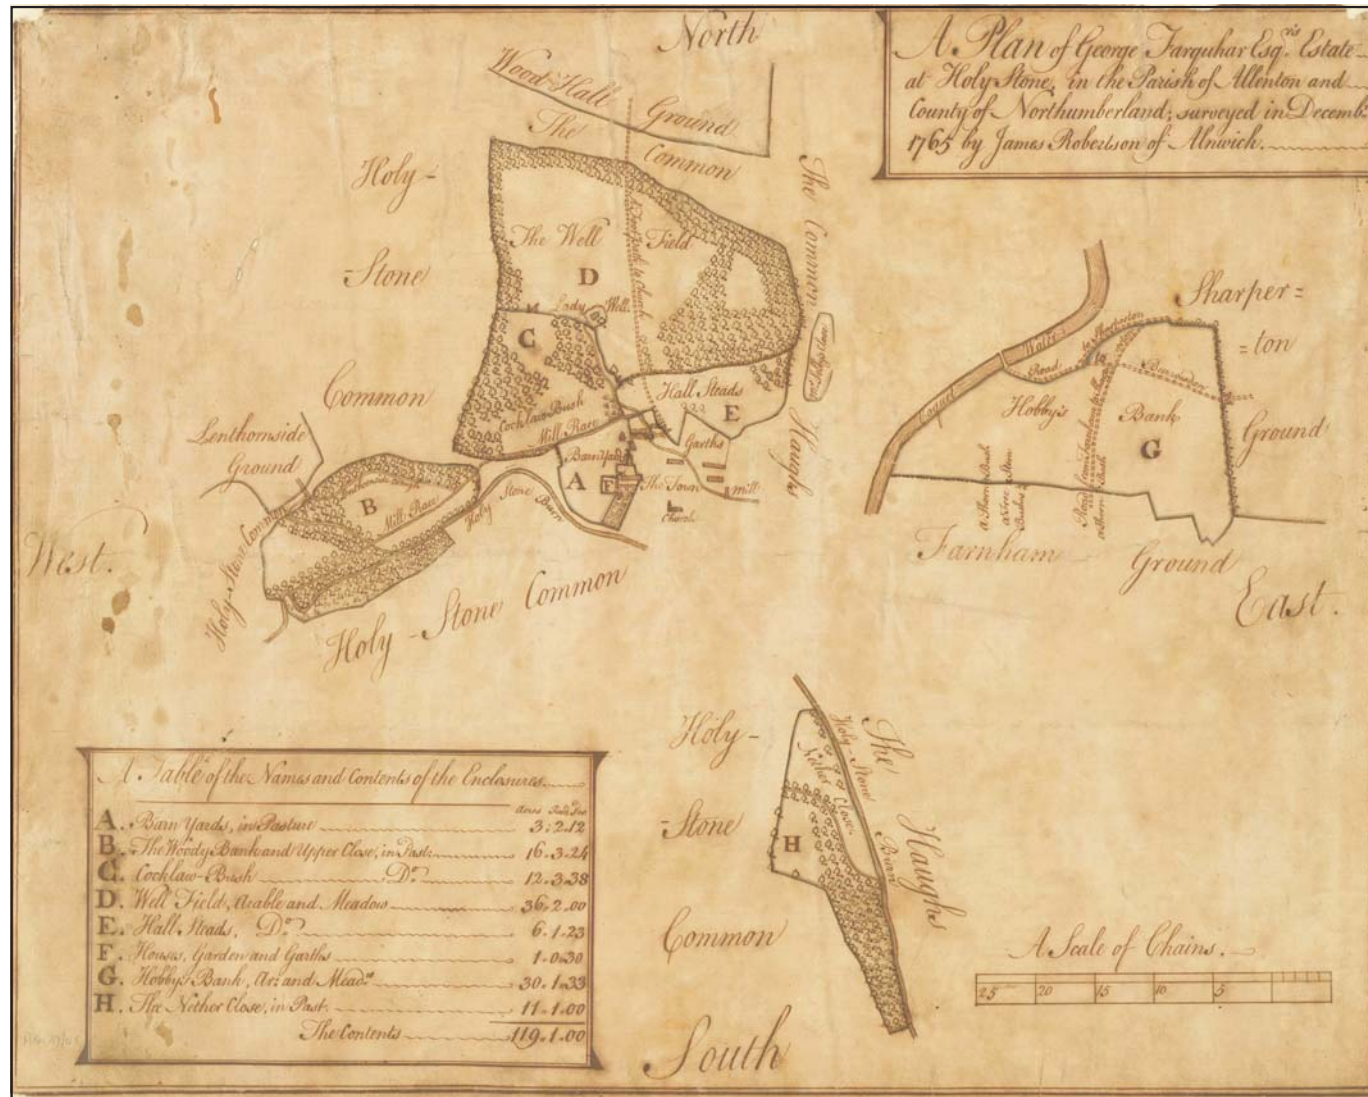 North
A Plan of George Farquhar Esq.rs Estate
at Holy Stone, in the Parish of Allenton and
County of Northumberland; surveyed in Decemb
1765 by James Robertson of Alnwick.
Wood-Hall
Ground
The
Common
Holy-
-Stone
Common
The Common
Haughs
The Well Field
D
Lady Well
C
Cocklaw Bush
Mill Race
Hall Steads
E
Garths
Barn Yards
A
F
The Town
Mill
Church
Lenthornside
Ground
B
Mill Race
Holy Stone Burn
Holy-Stone Common
West.
Holy-Stone Common
Sharper=
=ton
Ground
Coquet
Water
Road
to Sharperton
Hobby's
Bank
G
a Thorn Bush
Farnham
Ground
East.
Holy-
-Stone
Common
Nether Close
Holy-Stone
Burn
The
Haughs
H
A Table of the Names and Contents of the Enclosures.
Acres
A. Barn Yards, in Pasture 3.2.12
B. The Woody Bank and Upper Close, in Past: 16.3.24
C. Cocklaw-Bush Do. 12.3.38
D. Well Field, Arable and Meadow 36.2.00
E. Hall Steads, Do. 6.1.23
F. Houses, Garden and Garths 1.0.30
G. Hobby's Bank, Ar: and Mead.w 30.1.33
H. The Nether Close, in Past. 11.1.00
The Contents 119.1.00
A Scale of Chains.
25 20 15 10 5
South